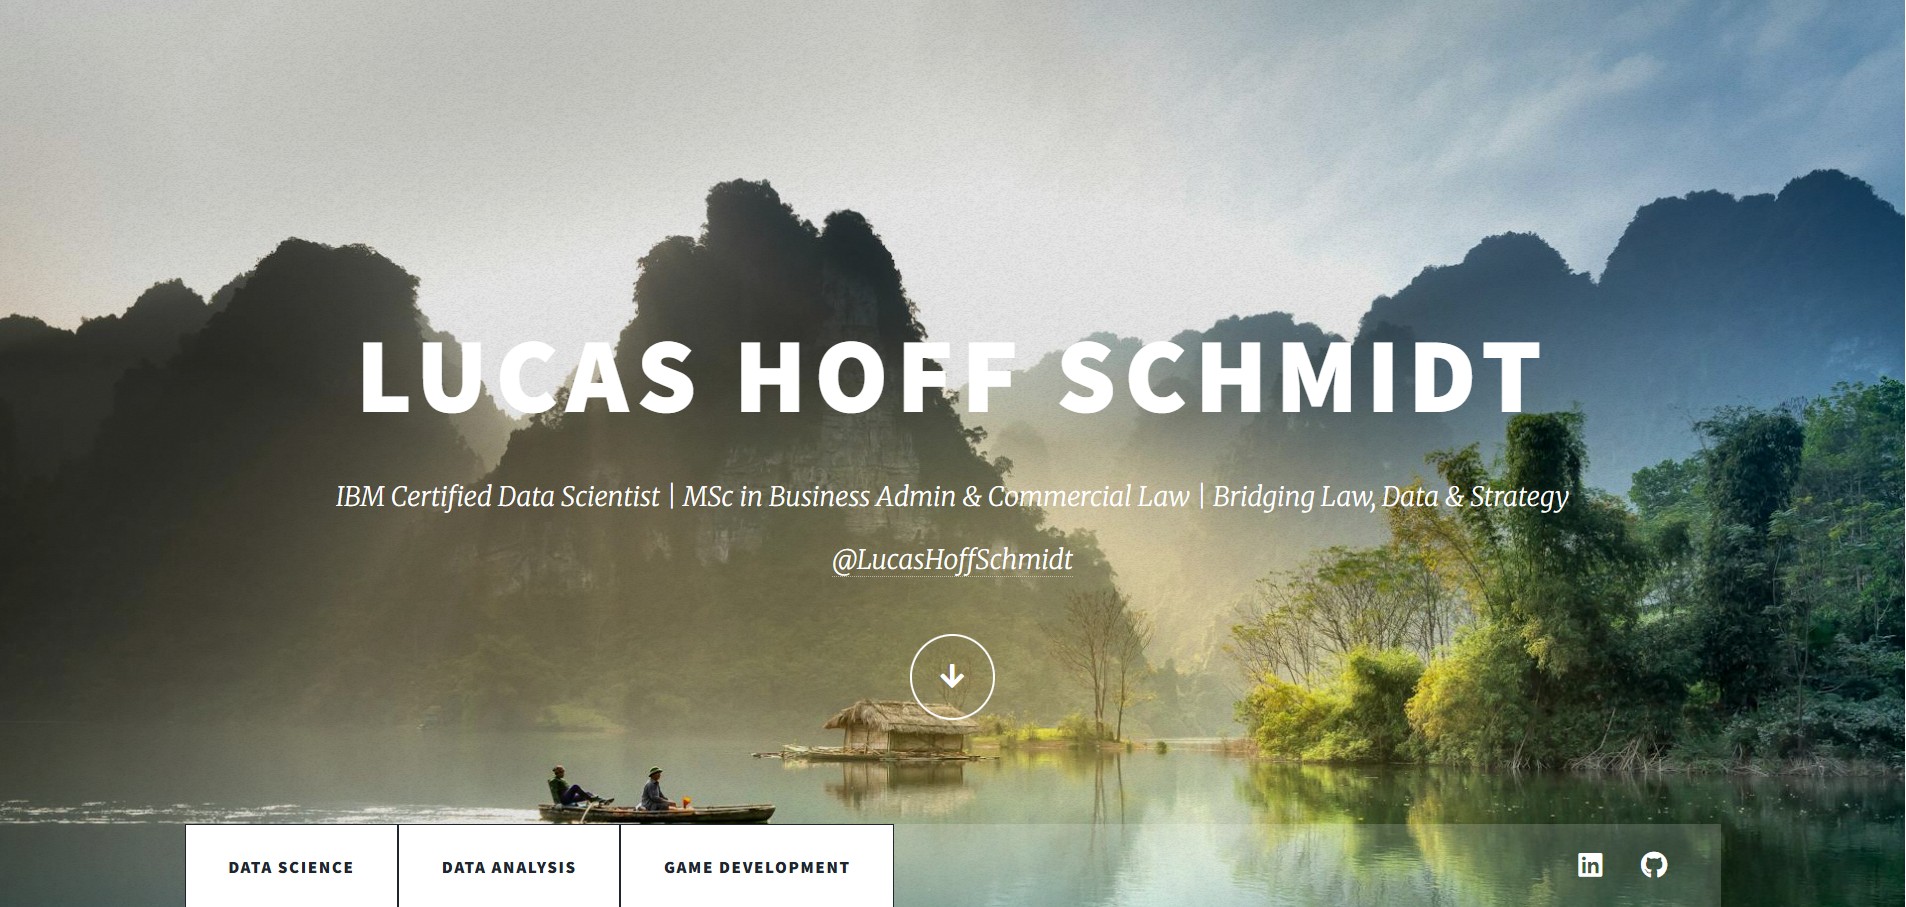 LUCAS HOFF SCHMIDT
IBM Certified Data Scientist | MSc in Business Admin & Commercial Law | Bridging Law, Data & Strategy
@LucasHoffSchmidt
DATA SCIENCE
DATA ANALYSIS
GAME DEVELOPMENT
in